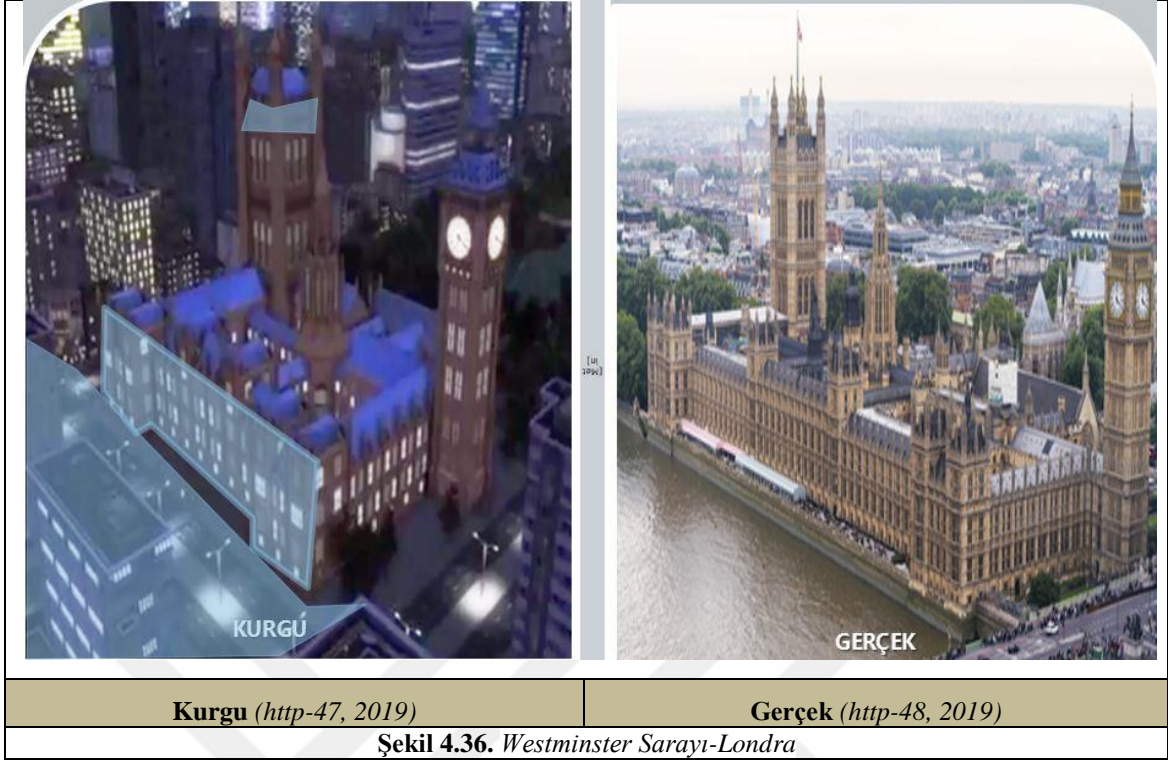 KURGU
GERÇEK
Kurgu (http-47, 2019)
Gerçek (http-48, 2019)
Şekil 4.36. Westminster Sarayı-Londra